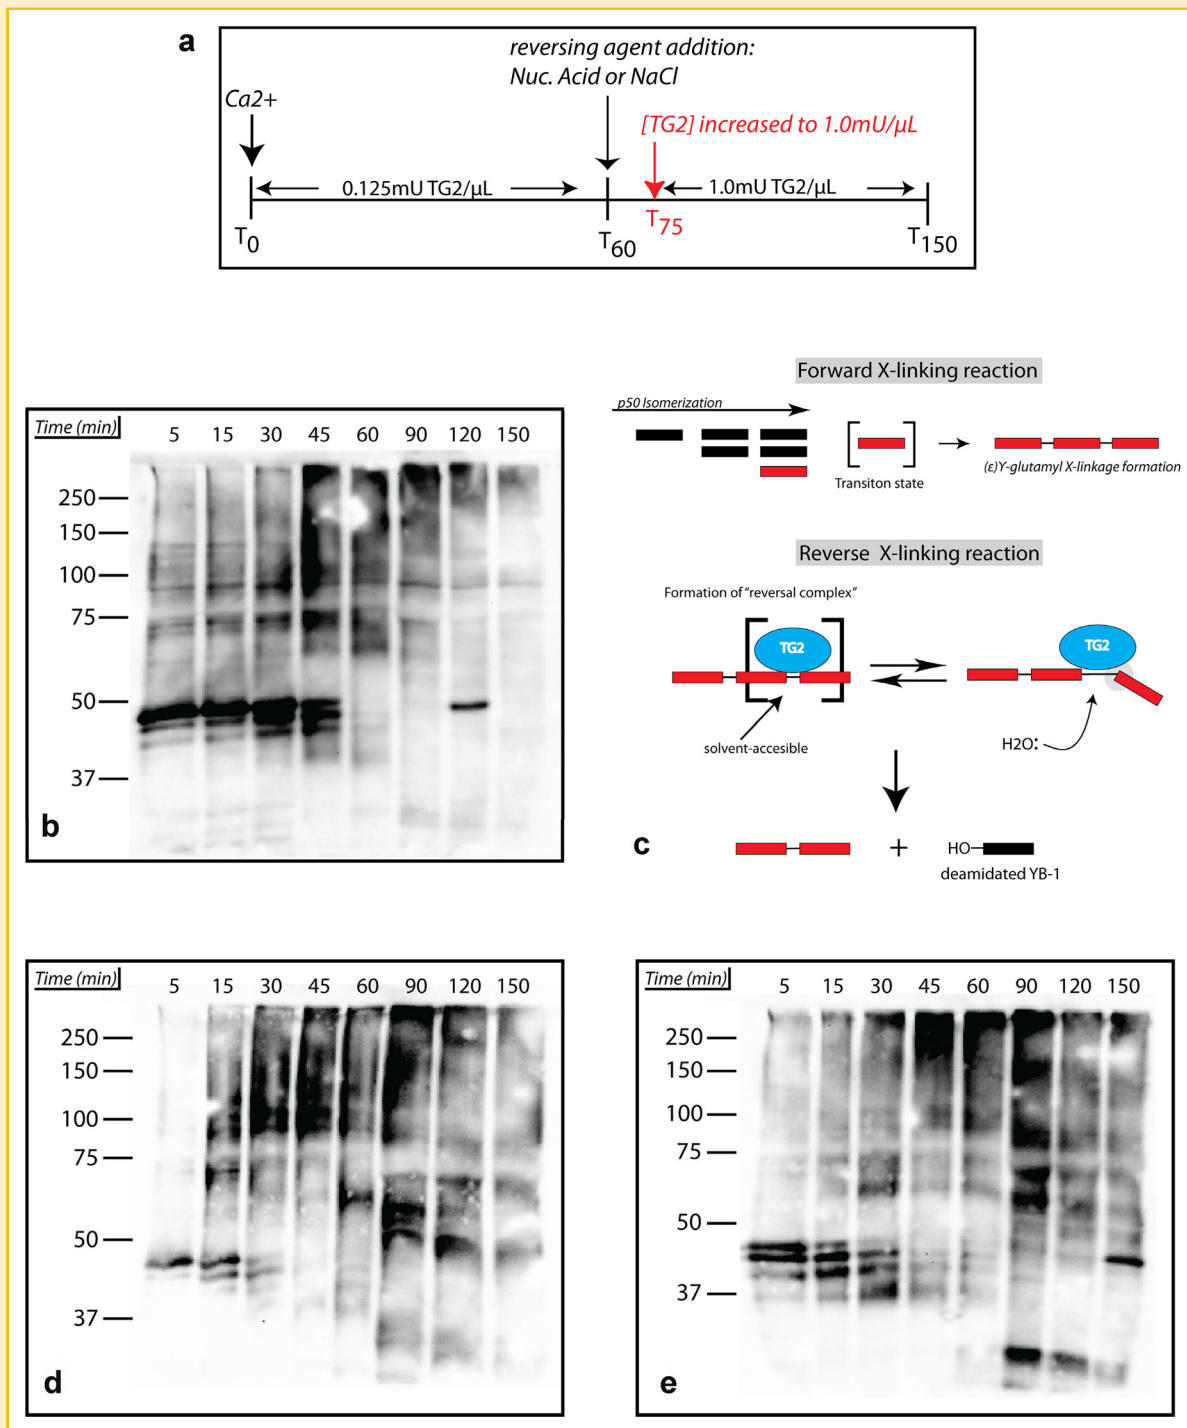 a
reversing agent addition:
Nuc. Acid or NaCl
Ca2+
[TG2] increased to 1.0mU/µL
0.125mU TG2/µL
1.0mU TG2/µL
T0
T60
T75
T150
Time (min)
5 15 30 45 60 90 120 150
250
150
100
75
50
37
b
Forward X-linking reaction
p50 Isomerization
Transiton state
(ε)Y-glutamyl X-linkage formation
Reverse X-linking reaction
Formation of "reversal complex"
TG2
TG2
solvent-accesible
H2O:
c
+
HO
deamidated YB-1
Time (min)
5 15 30 45 60 90 120 150
250
150
100
75
50
37
d
Time (min)
5 15 30 45 60 90 120 150
250
150
100
75
50
37
e